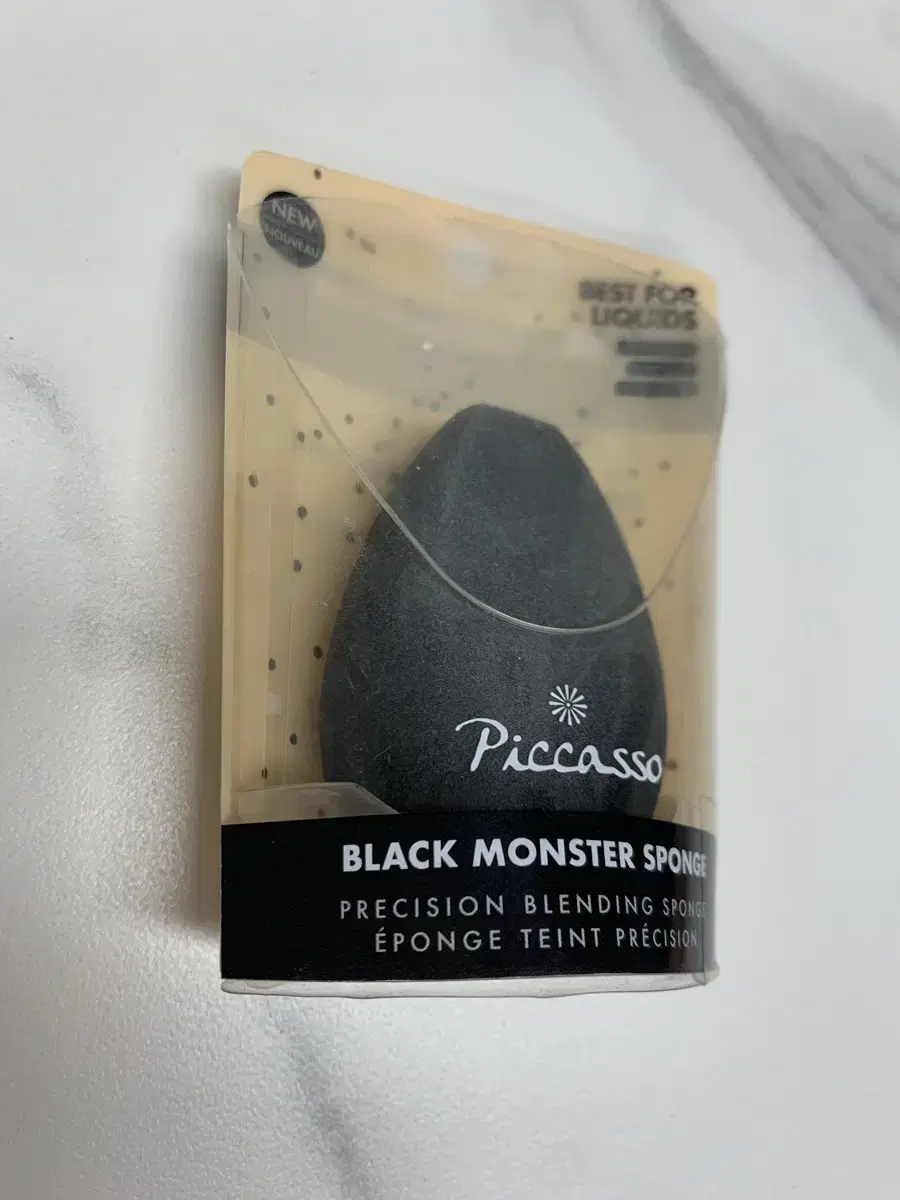 NEW
NOUVEAU
BEST FOR
LIQUIDS
Piccasso
BLACK MONSTER SPONGE
PRECISION BLENDING SPONGE
ÉPONGE TEINT PRÉCISION